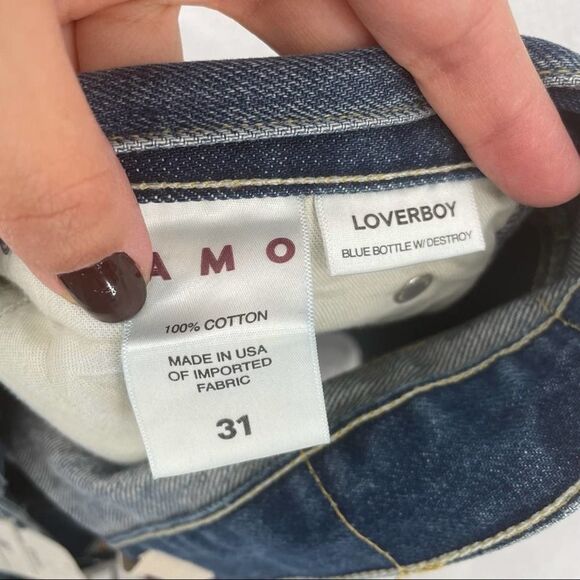 AMO
100% COTTON
MADE IN USA
OF IMPORTED
FABRIC
31
LOVERBOY
BLUE BOTTLE W/ DESTROY